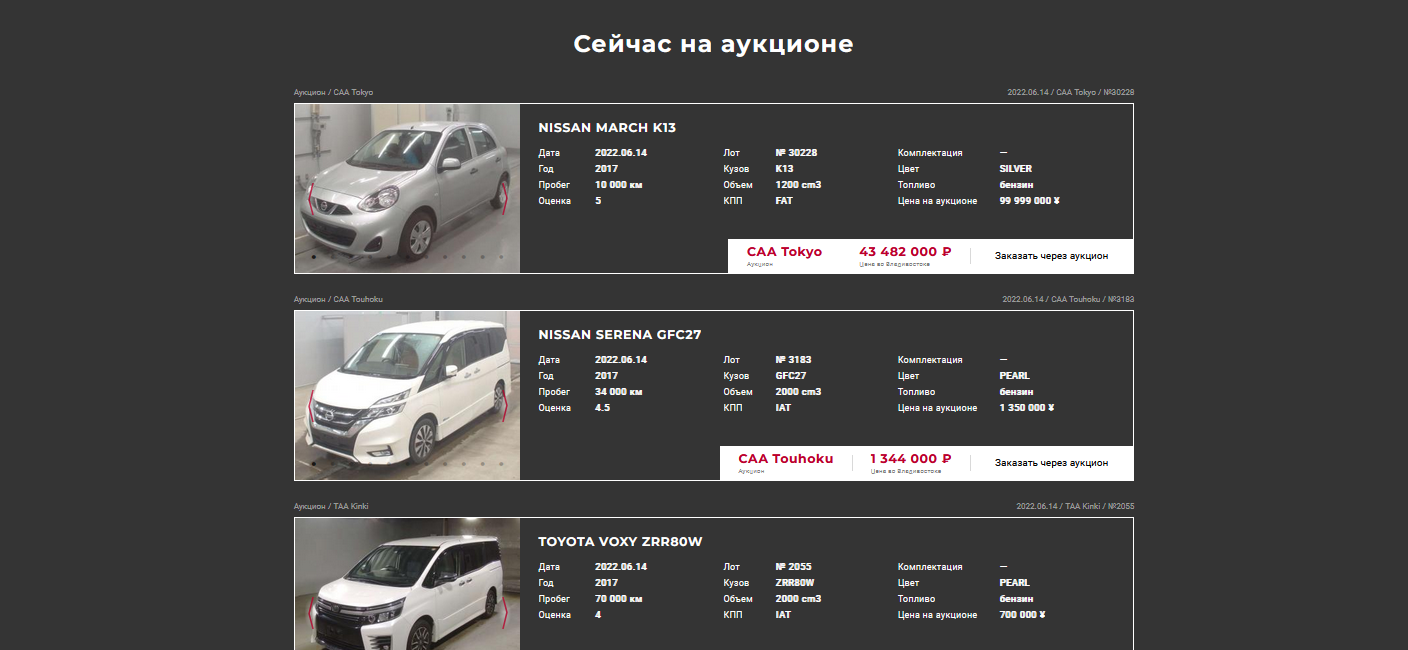 Сейчас на аукционе
Аукцион / CAA Tokyo 2022.06.14 / CAA Tokyo / №30228
NISSAN MARCH K13
Дата 2022.06.14 Лот № 30228 Комплектация —
Год 2017 Кузов K13 Цвет SILVER
Пробег 10 000 км Объем 1200 cm3 Топливо бензин
Оценка 5 КПП FAT Цена на аукционе 99 999 000 ¥
CAA Tokyo 43 482 000 ₽ Заказать через аукцион
Аукцион Цена во Владивостоке
Аукцион / CAA Touhoku 2022.06.14 / CAA Touhoku / №3183
NISSAN SERENA GFC27
Дата 2022.06.14 Лот № 3183 Комплектация —
Год 2017 Кузов GFC27 Цвет PEARL
Пробег 34 000 км Объем 2000 cm3 Топливо бензин
Оценка 4.5 КПП IAT Цена на аукционе 1 350 000 ¥
CAA Touhoku 1 344 000 ₽ Заказать через аукцион
Аукцион Цена во Владивостоке
Аукцион / TAA Kinki 2022.06.14 / TAA Kinki / №2055
TOYOTA VOXY ZRR80W
Дата 2022.06.14 Лот № 2055 Комплектация —
Год 2017 Кузов ZRR80W Цвет PEARL
Пробег 70 000 км Объем 2000 cm3 Топливо бензин
Оценка 4 КПП IAT Цена на аукционе 700 000 ¥